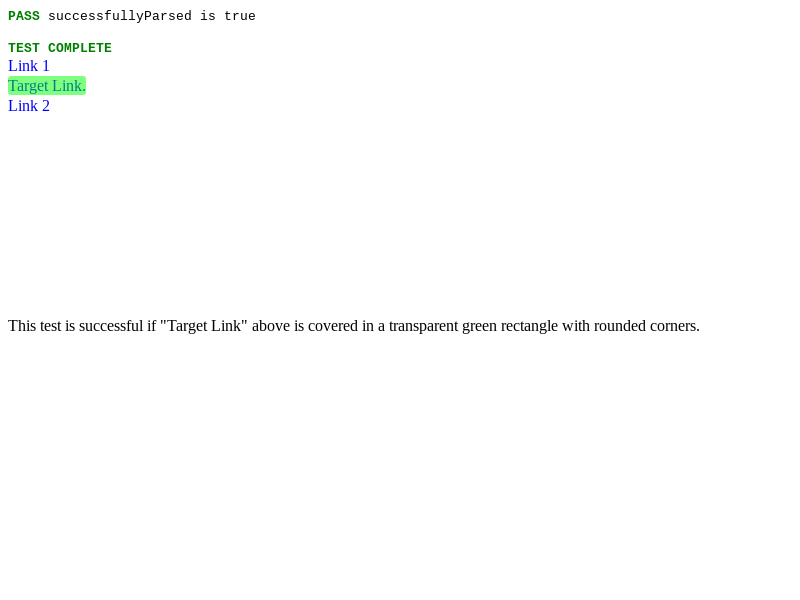 PASS successfullyParsed is true
TEST COMPLETE
Link 1
Target Link.
Link 2
This test is successful if "Target Link" above is covered in a transparent green rectangle with rounded corners.